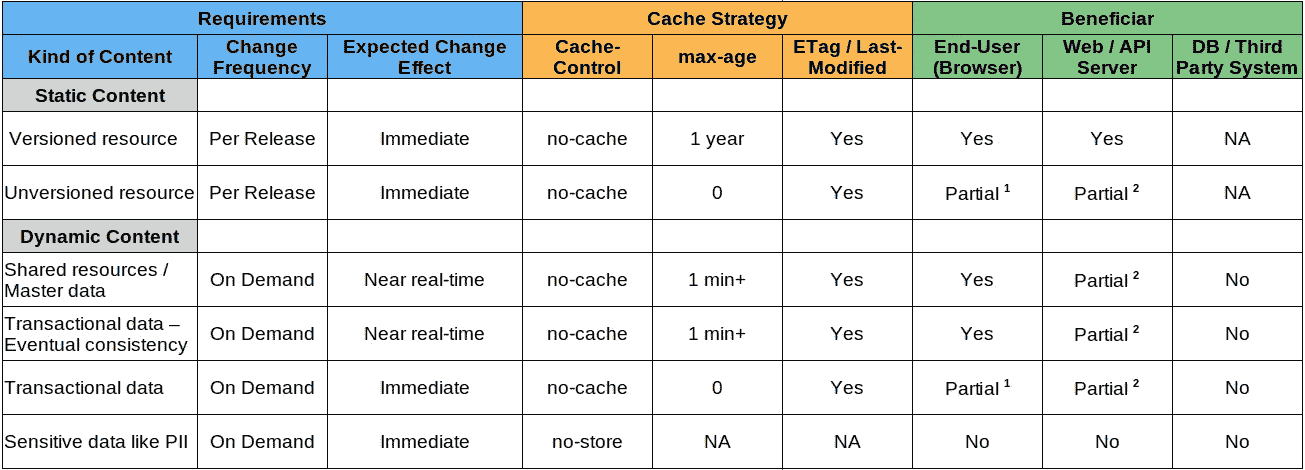 Requirements Cache Strategy Beneficiar
Kind of Content Change Frequency Expected Change Effect Cache-Control max-age ETag / Last-Modified End-User (Browser) Web / API Server DB / Third Party System
Static Content
Versioned resource Per Release Immediate no-cache 1 year Yes Yes Yes NA
Unversioned resource Per Release Immediate no-cache 0 Yes Partial 1 Partial 2 NA
Dynamic Content
Shared resources / Master data On Demand Near real-time no-cache 1 min+ Yes Yes Partial 2 No
Transactional data – Eventual consistency On Demand Near real-time no-cache 1 min+ Yes Yes Partial 2 No
Transactional data On Demand Immediate no-cache 0 Yes Partial 1 Partial 2 No
Sensitive data like PII On Demand Immediate no-store NA NA No No No